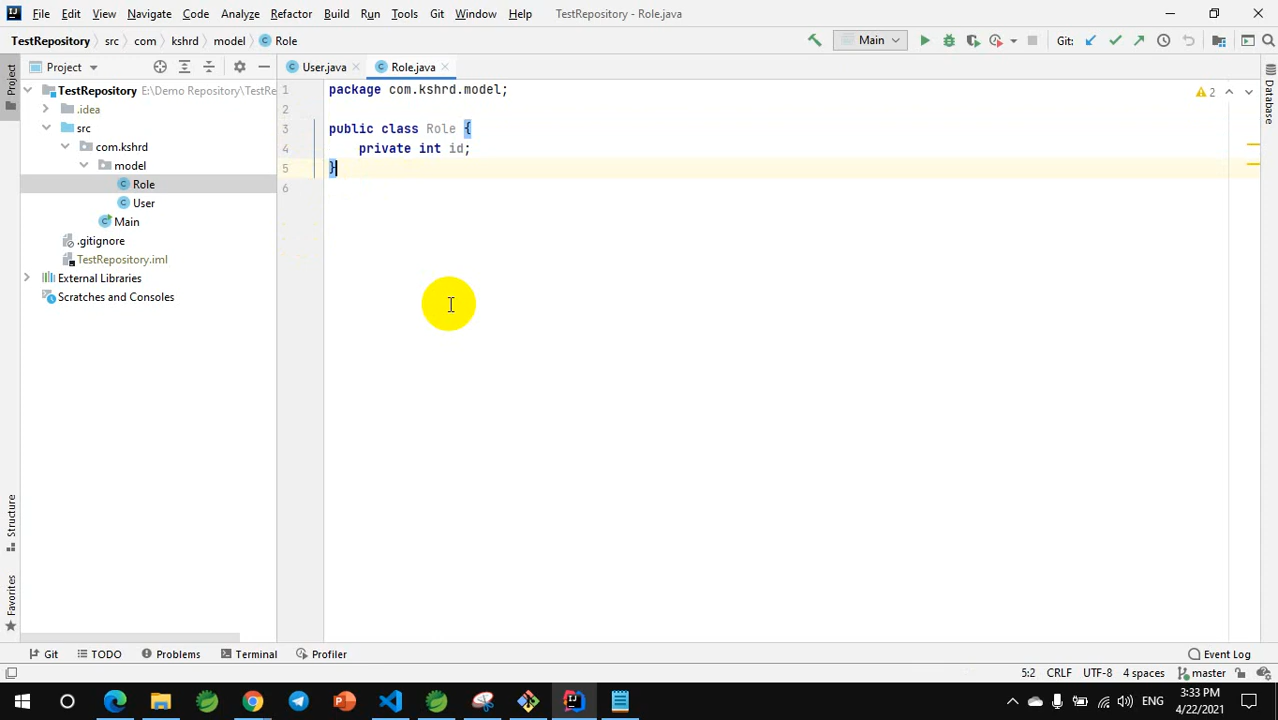 File Edit View Navigate Code Analyze Refactor Build Run Tools Git Window Help TestRepository - Role.java
TestRepository src com kshrd model Role Main Git:
Project User.java Role.java
Project
TestRepository E:\Demo Repository\TestRe
.idea
src
com.kshrd
model
Role
User
Main
.gitignore
TestRepository.iml
External Libraries
Scratches and Consoles
1 package com.kshrd.model;
2
3 public class Role {
4 private int id;
5 }
6
2
Database
Structure
Favorites
Git TODO Problems Terminal Profiler Event Log
5:2 CRLF UTF-8 4 spaces master
ENG 3:33 PM
4/22/2021